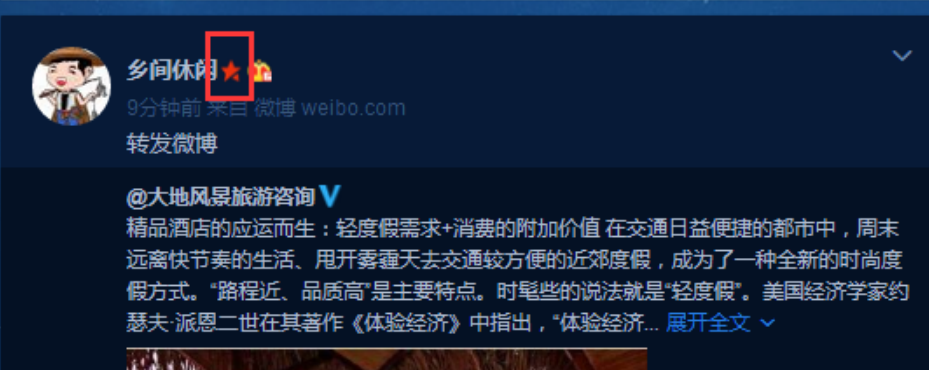 乡间休闲
9分钟前 来自 微博 weibo.com
转发微博
@大地风景旅游咨询
精品酒店的应运而生：轻度假需求+消费的附加价值 在交通日益便捷的都市中，周末
远离快节奏的生活、甩开雾霾天去交通较方便的近郊度假，成为了一种全新的时尚度
假方式。“路程近、品质高”是主要特点。时髦些的说法就是“轻度假”。美国经济学家约
瑟夫·派恩二世在其著作《体验经济》中指出，“体验经济... 展开全文